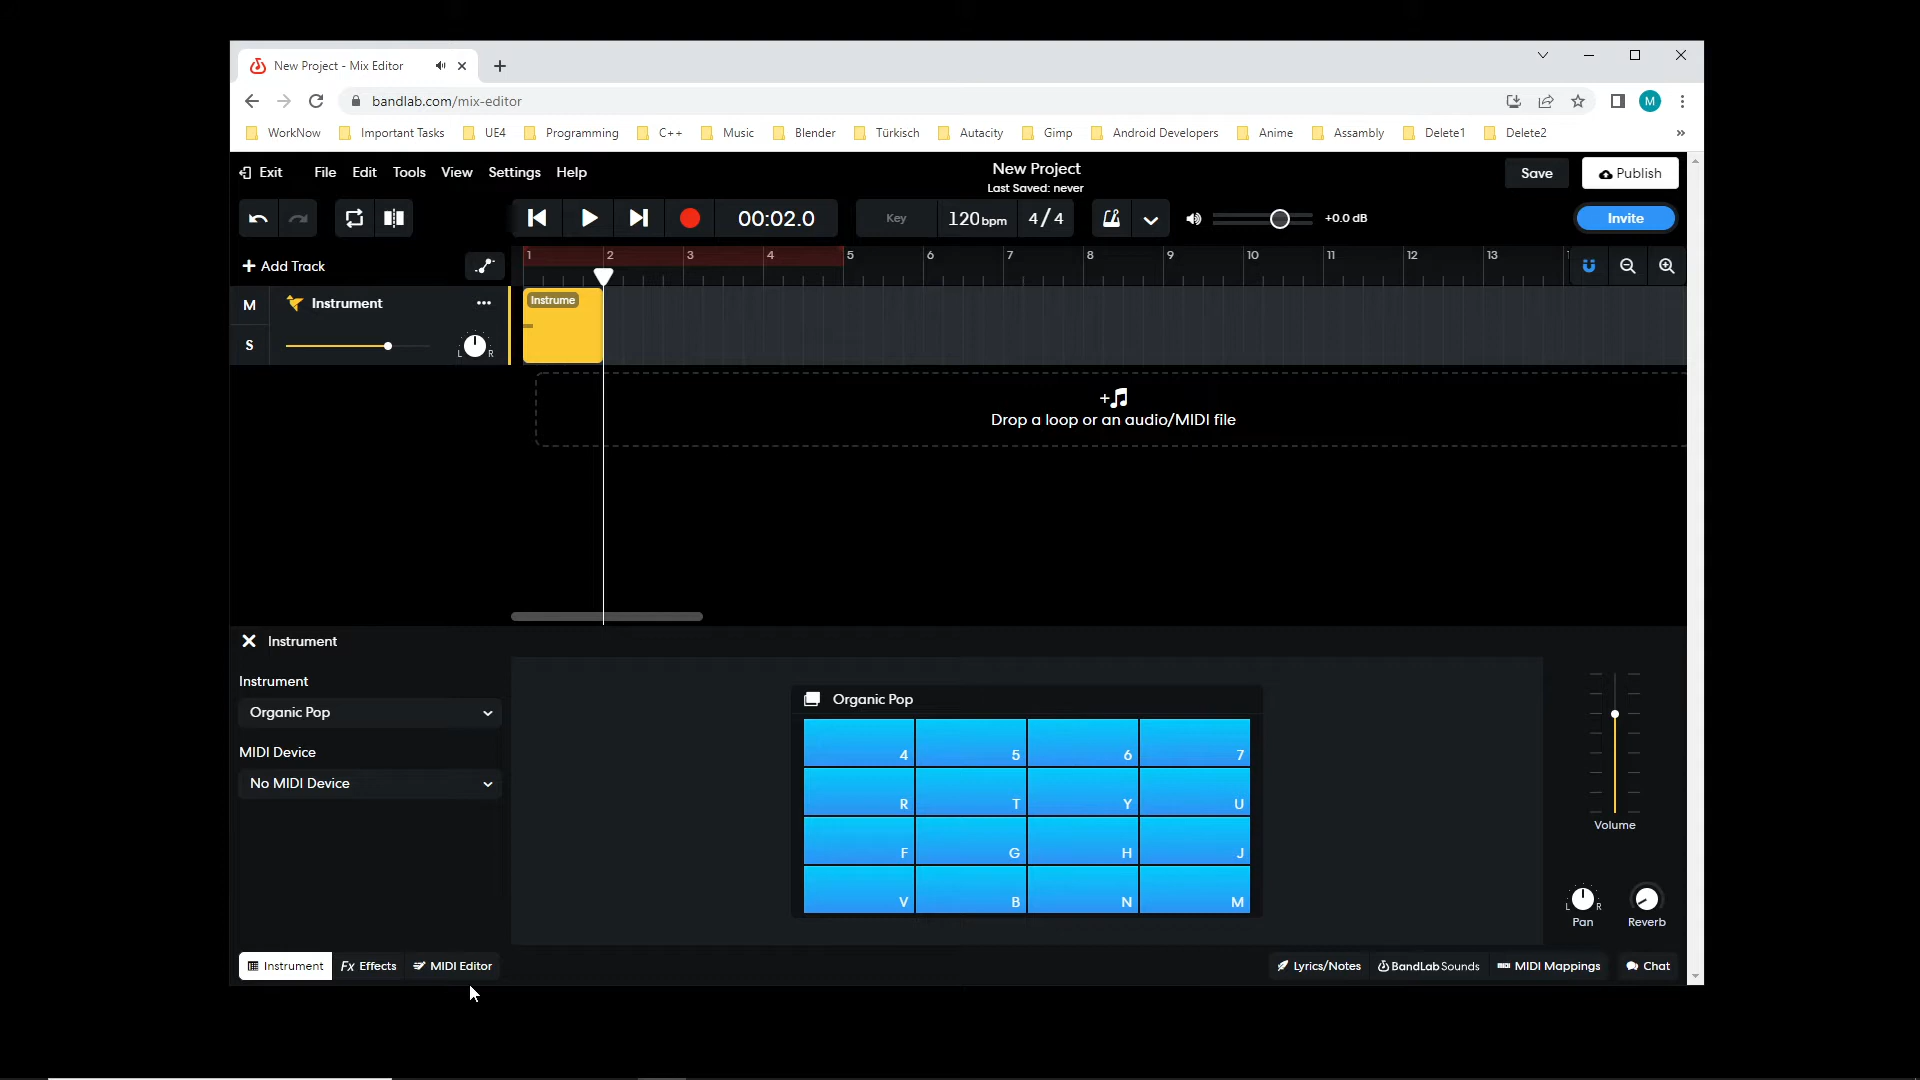 New Project - Mix Editor
bandlab.com/mix-editor
M
WorkNow Important Tasks UE4 Programming C++ Music Blender Türkisch Autacity Gimp Android Developers Anime Assambly Delete1 Delete2 »
Exit File Edit Tools View Settings Help
New Project
Last Saved: never
Save Publish
00:02.0 Key 120bpm 4/4 +0.0 dB Invite
+ Add Track
1 2 3 4 5 6 7 8 9 10 11 12 13
M Instrument ...
S L R
Instrume
Drop a loop or an audio/MIDI file
Instrument
Instrument
Organic Pop
MIDI Device
No MIDI Device
Organic Pop
4 5 6 7
R T Y U
F G H J
V B N M
Volume
L R
Pan Reverb
Instrument Fx Effects MIDI Editor
Lyrics/Notes BandLab Sounds MIDI Mappings Chat